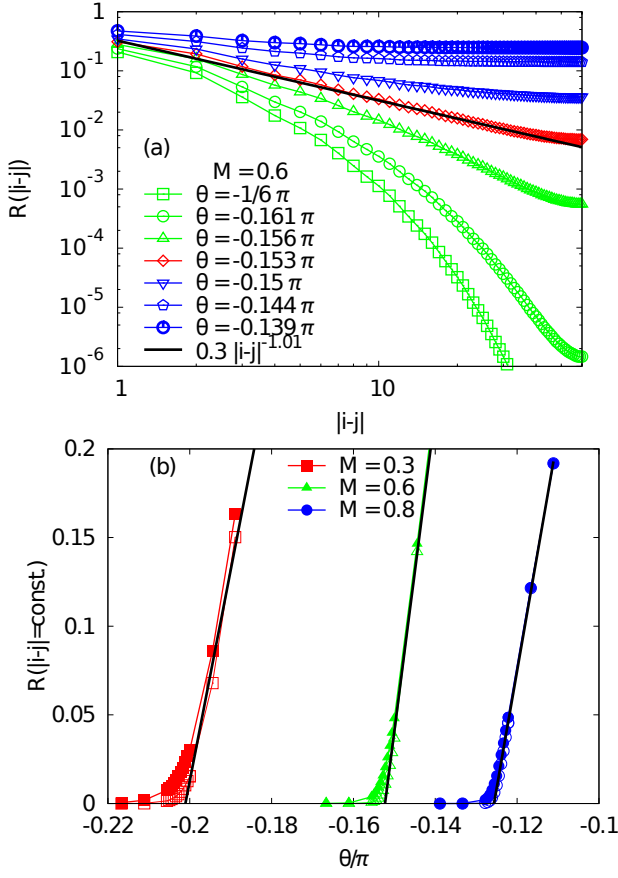 1
10⁻¹
10⁻²
10⁻³
10⁻⁴
10⁻⁵
10⁻⁶
R(|i-j|)
(a)
M = 0.6
θ = -1/6 π
θ = -0.161 π
θ = -0.156 π
θ = -0.153 π
θ = -0.15 π
θ = -0.144 π
θ = -0.139 π
0.3 |i-j|⁻¹·⁰¹
1 10
|i-j|
0.2
0.15
0.1
0.05
0
R(|i-j|=const.)
(b)
M = 0.3
M = 0.6
M = 0.8
-0.22 -0.2 -0.18 -0.16 -0.14 -0.12 -0.1
θ/π